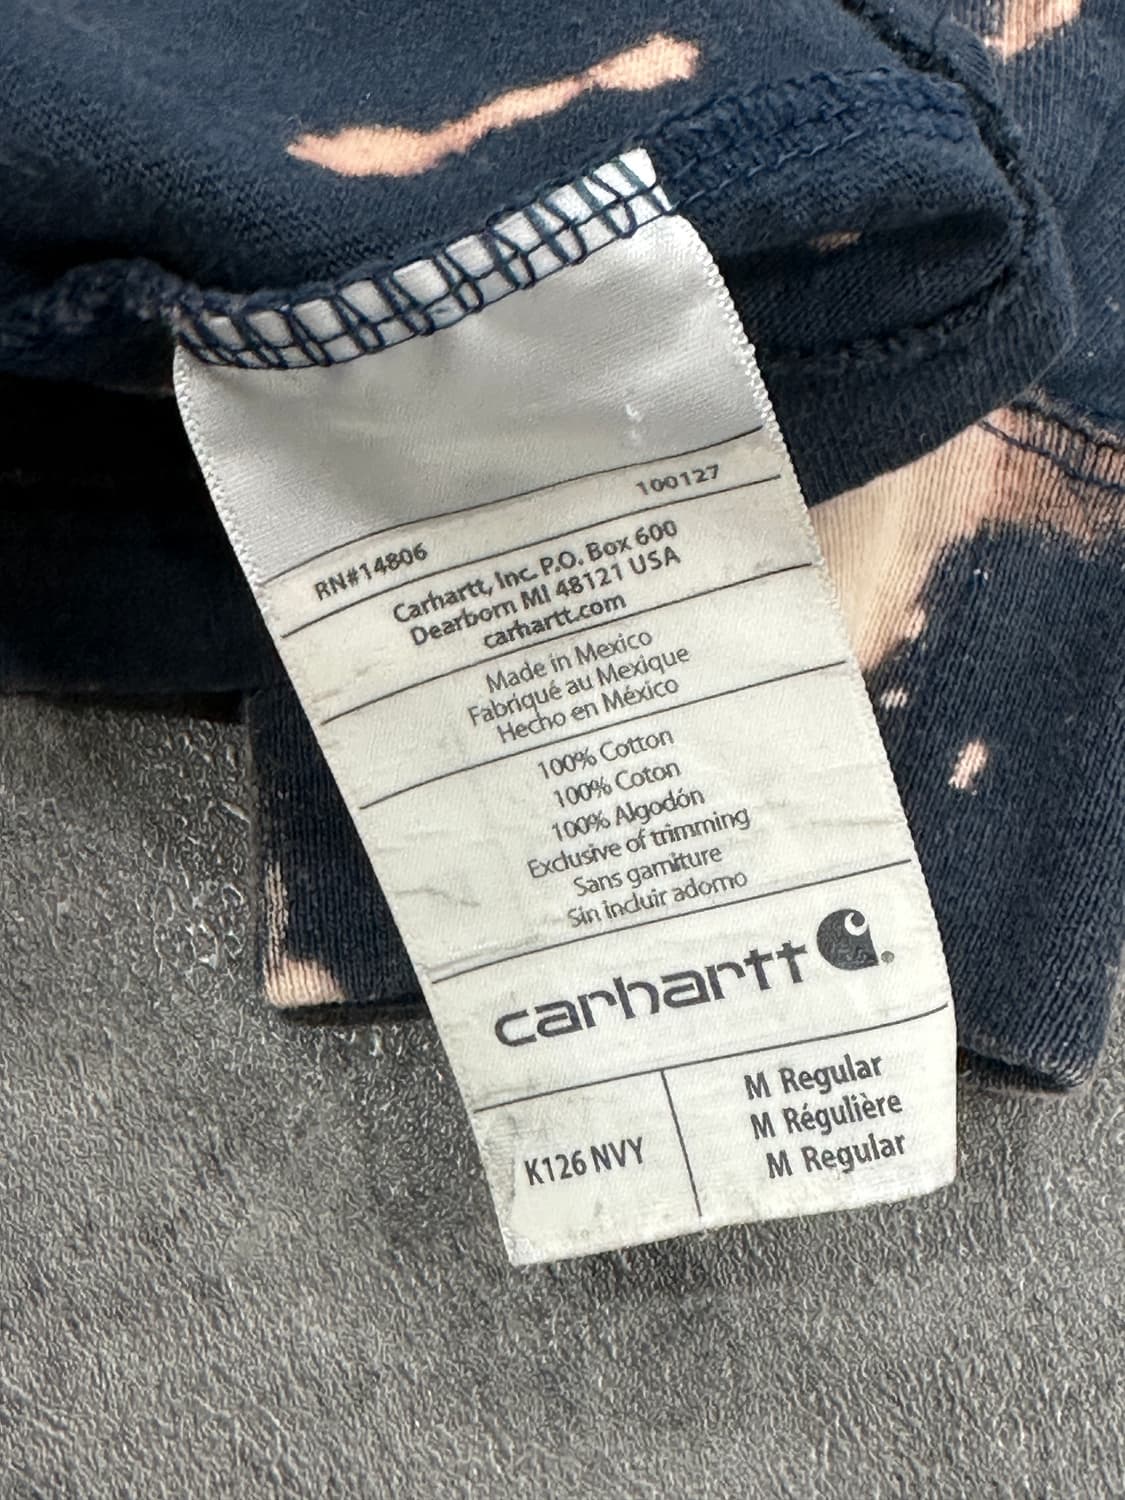 RN#14806 100127
Carhartt, Inc. P.O. Box 600
Dearborn MI 48121 USA
carhartt.com
Made in Mexico
Fabriqué au Mexique
Hecho en México
100% Cotton
100% Coton
100% Algodón
Exclusive of trimming
Sans garniture
Sin incluir adorno
carhartt
K126 NVY
M Regular
M Régulière
M Regular